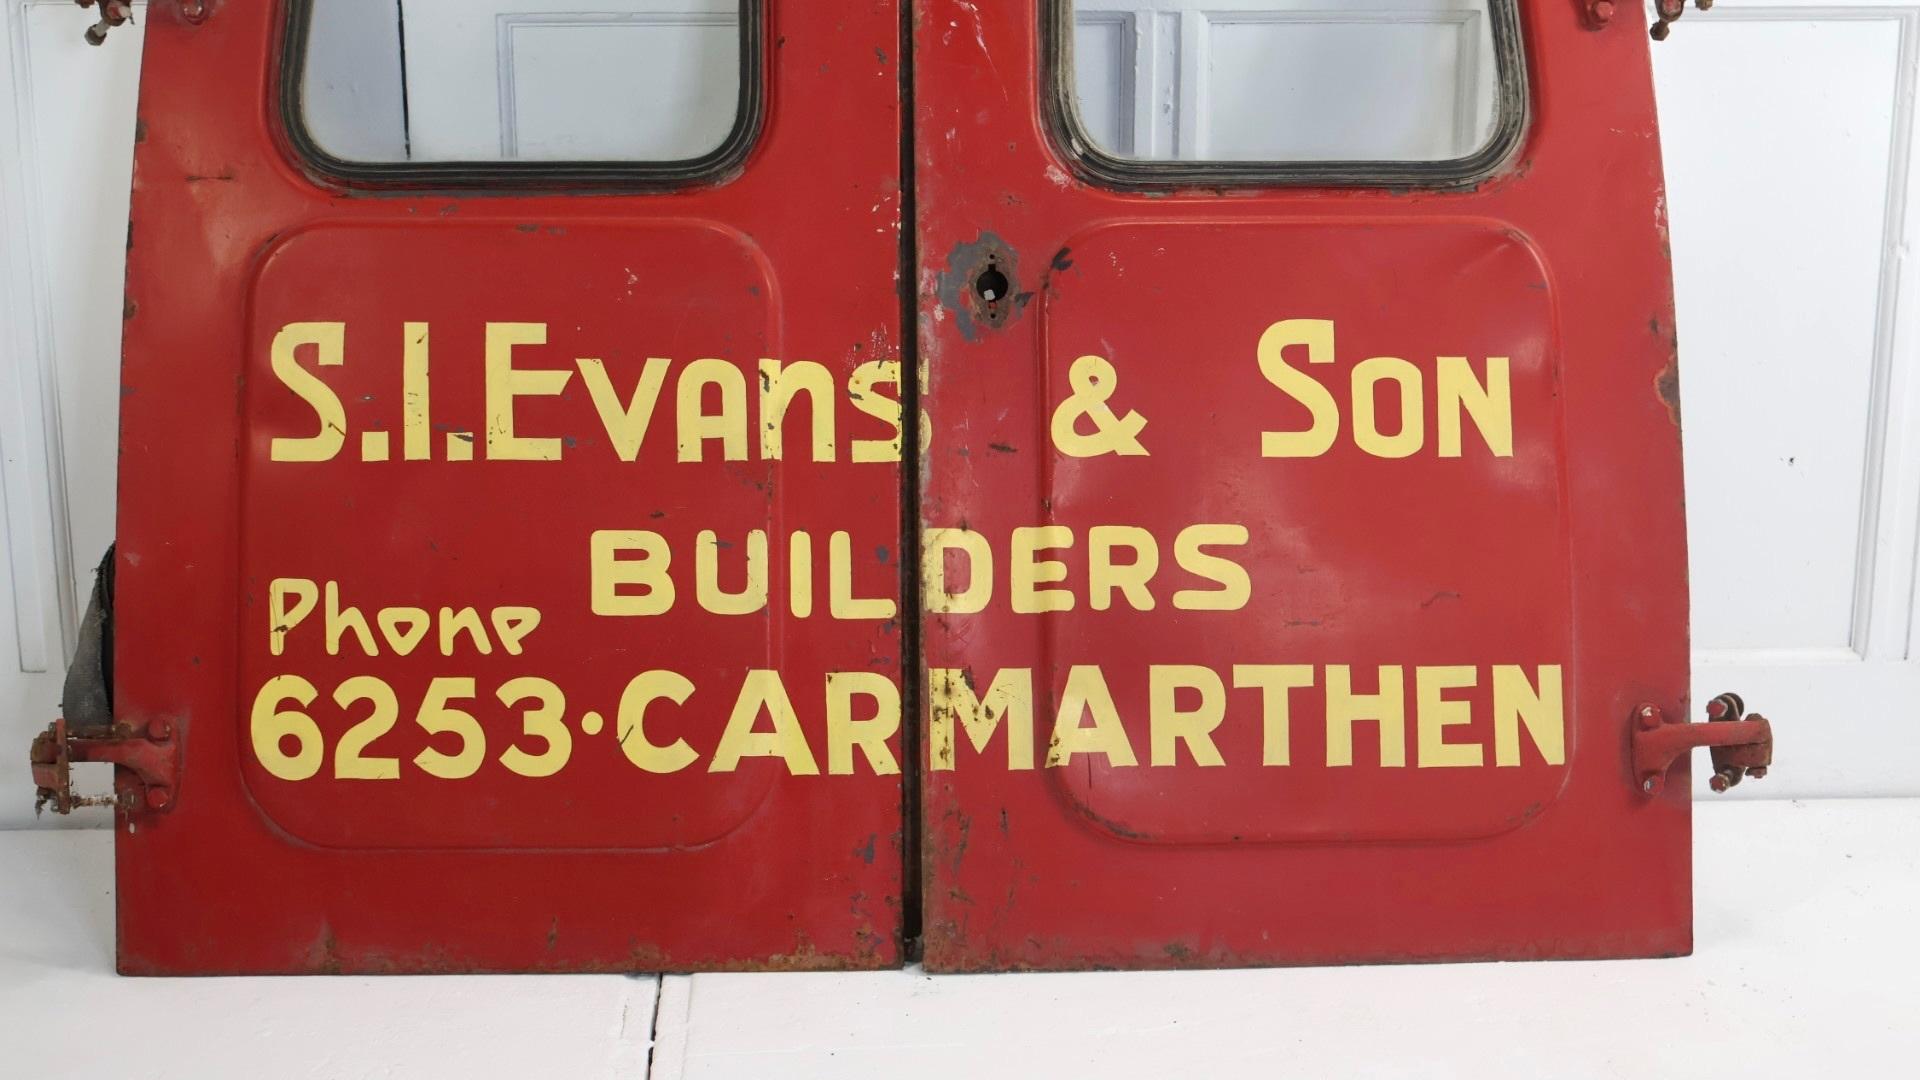 S.I.Evans & Son
BUILDERS
Phone
6253·CARMARTHEN